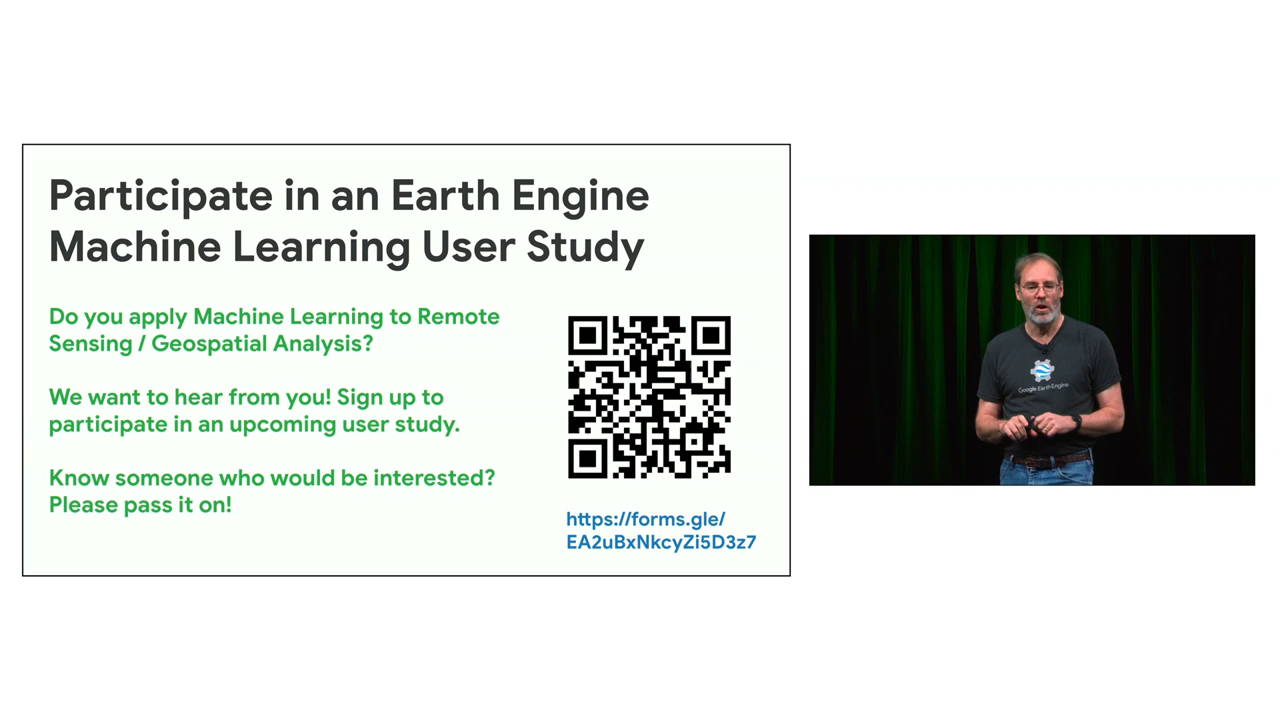 Participate in an Earth Engine
Machine Learning User Study
Do you apply Machine Learning to Remote
Sensing / Geospatial Analysis?
We want to hear from you! Sign up to
participate in an upcoming user study.
Know someone who would be interested?
Please pass it on!
https://forms.gle/
EA2uBxNkcyZi5D3z7
Google Earth Engine